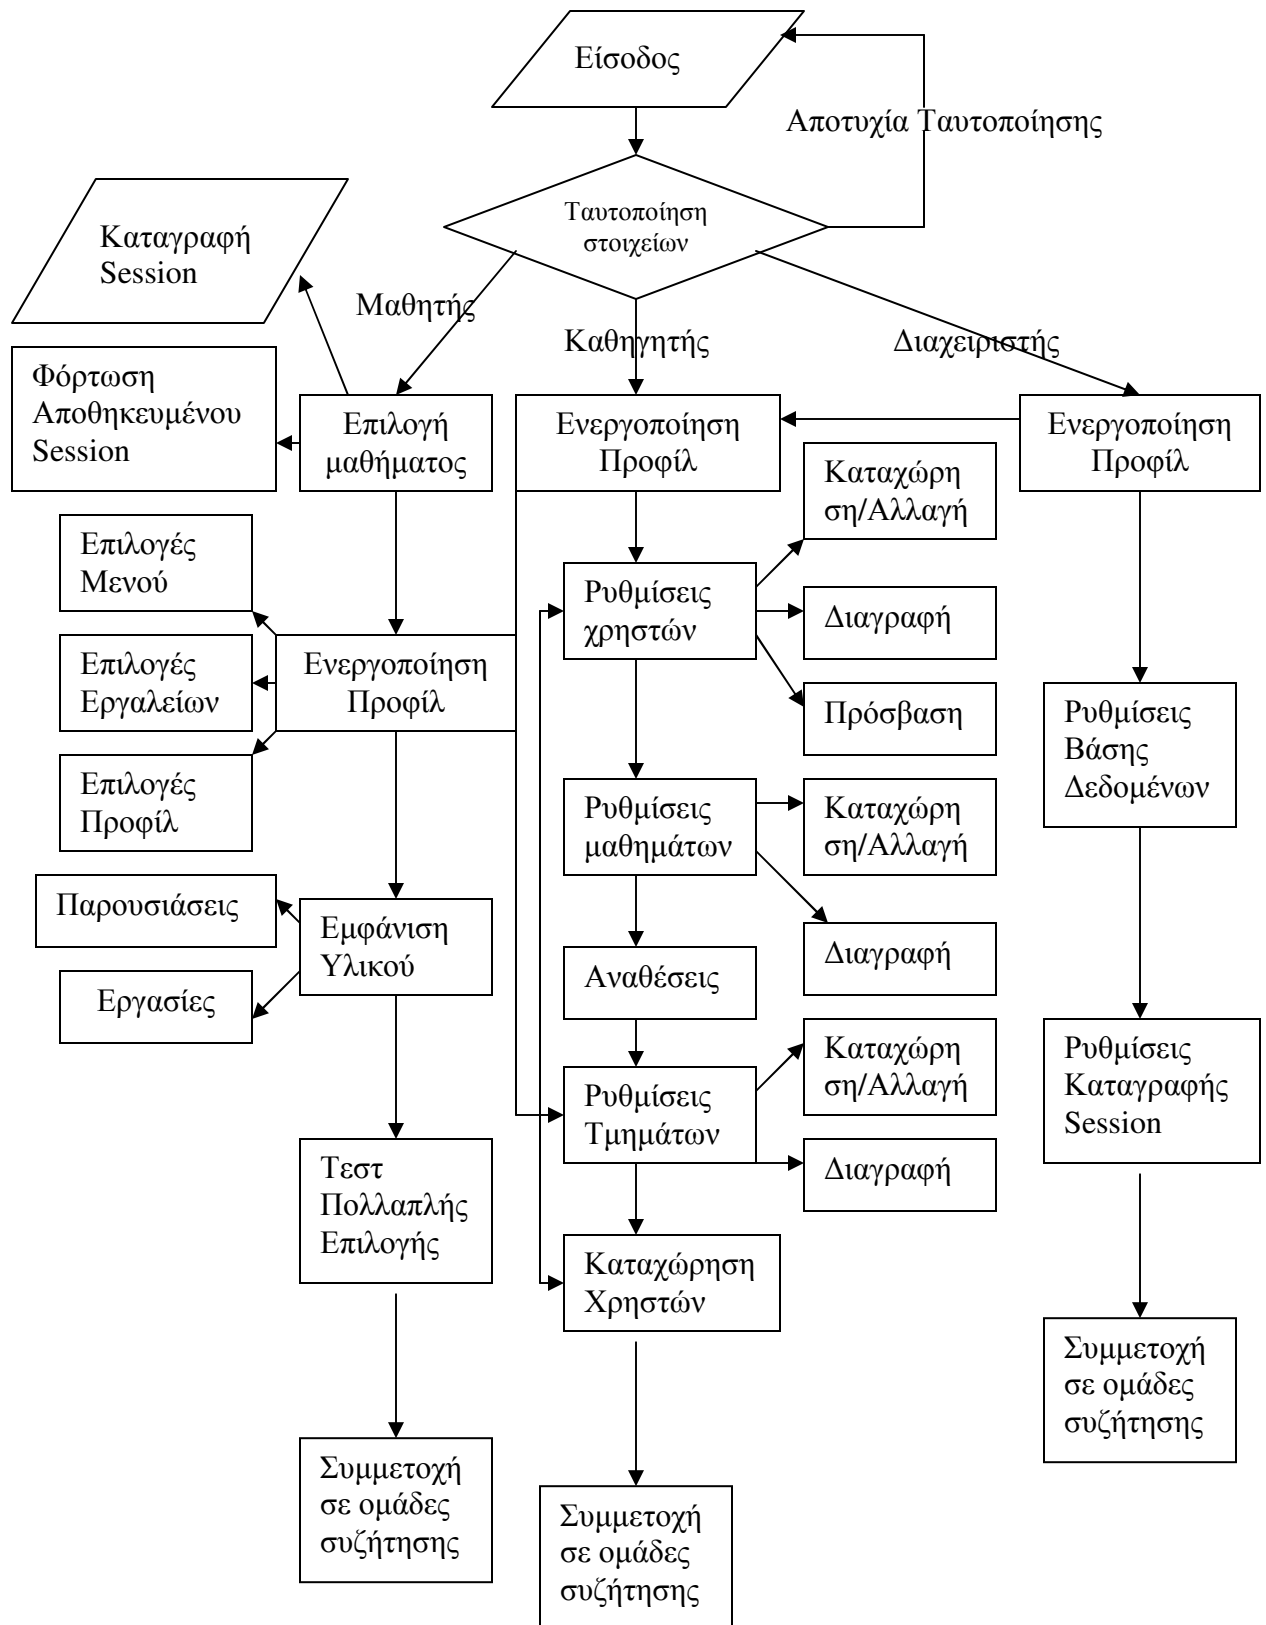 Είσοδος
Αποτυχία Ταυτοποίησης
Ταυτοποίηση
στοιχείων
Καταγραφή
Session
Μαθητής
Καθηγητής
Διαχειριστής
Φόρτωση
Αποθηκευμένου
Session
Επιλογή
μαθήματος
Ενεργοποίηση
Προφίλ
Ενεργοποίηση
Προφίλ
Καταχώρη
ση/Αλλαγή
Επιλογές
Μενού
Ρυθμίσεις
χρηστών
Διαγραφή
Επιλογές
Εργαλείων
Ενεργοποίηση
Προφίλ
Πρόσβαση
Ρυθμίσεις
Βάσης
Δεδομένων
Επιλογές
Προφίλ
Ρυθμίσεις
μαθημάτων
Καταχώρη
ση/Αλλαγή
Παρουσιάσεις
Εμφάνιση
Υλικού
Διαγραφή
Εργασίες
Αναθέσεις
Καταχώρη
ση/Αλλαγή
Ρυθμίσεις
Καταγραφής
Session
Ρυθμίσεις
Τμημάτων
Τεστ
Πολλαπλής
Επιλογής
Διαγραφή
Καταχώρηση
Χρηστών
Συμμετοχή
σε ομάδες
συζήτησης
Συμμετοχή
σε ομάδες
συζήτησης
Συμμετοχή
σε ομάδες
συζήτησης